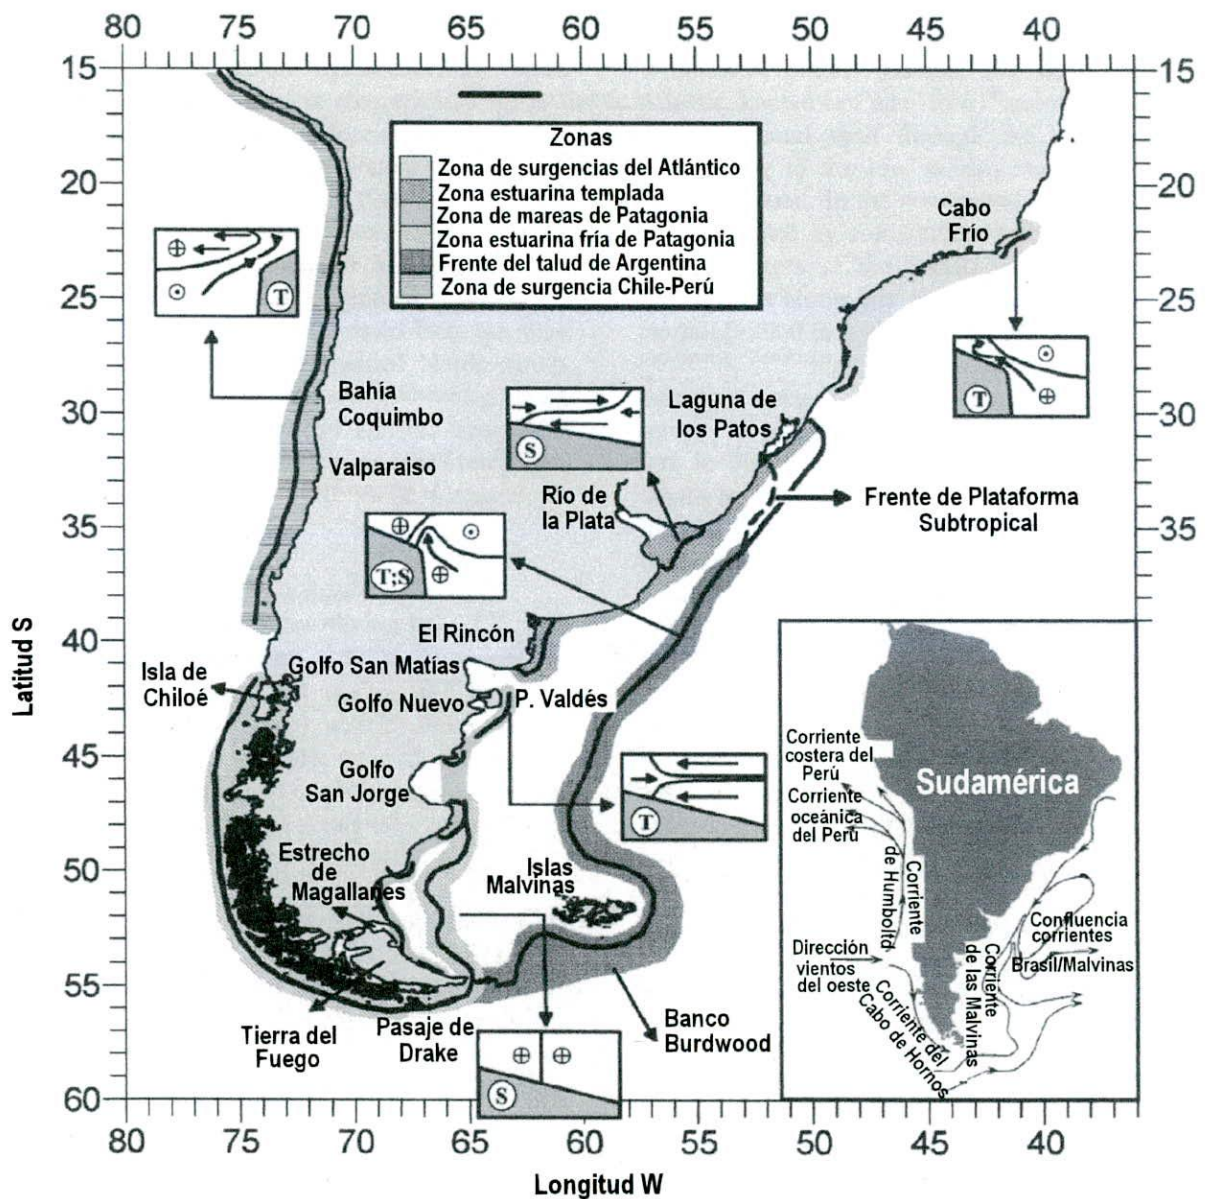 80 75 70 65 60 55 50 45 40
15 15
Zonas
Zona de surgencias del Atlántico
Zona estuarina templada
Zona de mareas de Patagonia
Zona estuarina fría de Patagonia
Frente del talud de Argentina
Zona de surgencia Chile-Perú
20 20
Cabo
Frío
T
25 25
T
Bahía
Coquimbo
30 30
Laguna de
los Patos
S
Valparaiso
Río de
la Plata
Frente de Plataforma
Subtropical
35 35
T;S
Latitud S
40
El Rincón
Isla de
Chiloé
Golfo San Matías
Golfo Nuevo
P. Valdés
45
Golfo
San Jorge
T
50
Estrecho
de
Magallanes
Islas
Malvinas
55
Tierra del
Fuego
Pasaje de
Drake
Banco
Burdwood
S
60
Corriente
costera del
Perú
Sudamérica
Corriente
oceánica
del Perú
Corriente
de Humboltd
Confluencia
corrientes
Brasil/Malvinas
Dirección
vientos
del oeste
Corriente
de las Malvinas
Corriente del
Cabo de Hornos
80 75 70 65 60 55 50 45 40
Longitud W